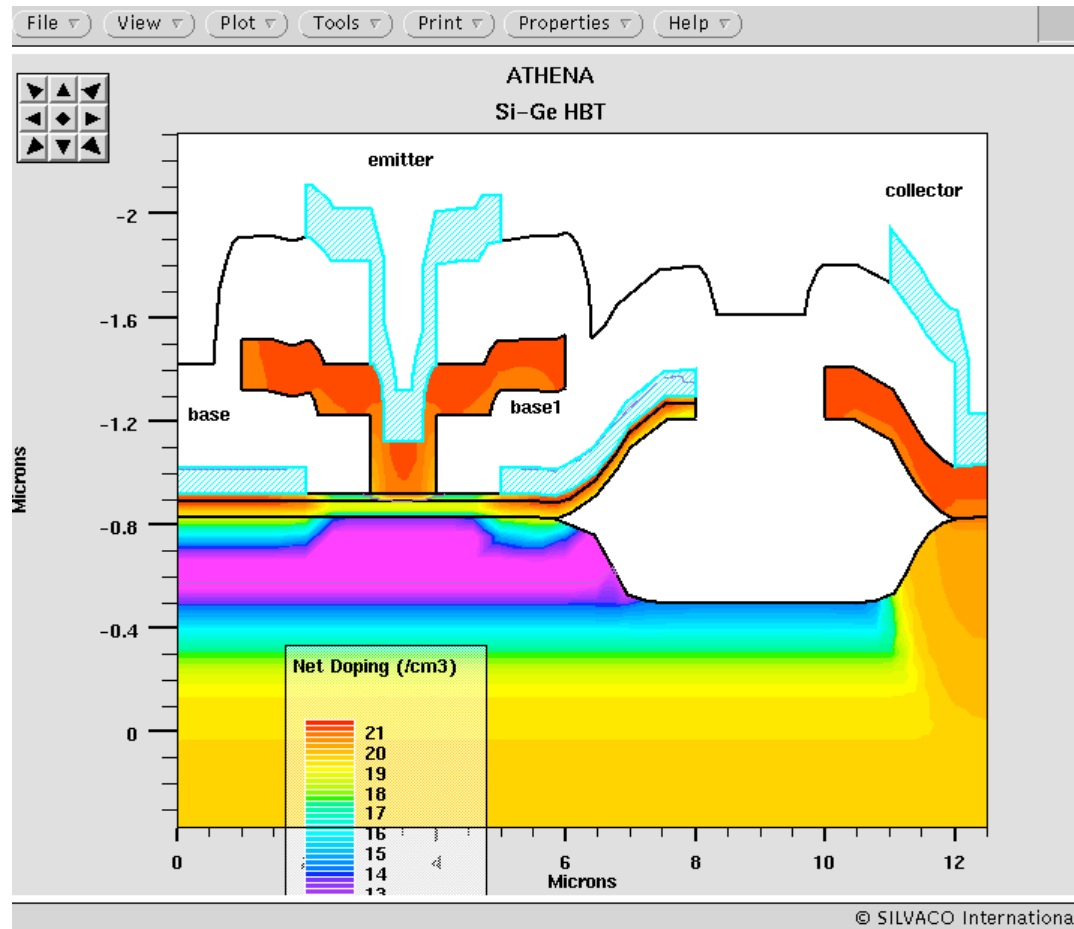 File View Plot Tools Print Properties Help
ATHENA
Si-Ge HBT
emitter
collector
base
base1
Microns
-2
-1.6
-1.2
-0.8
-0.4
0
Net Doping (/cm3)
21
20
19
18
17
16
15
14
13
0 4 6 8 10 12
Microns
© SILVACO Internationa